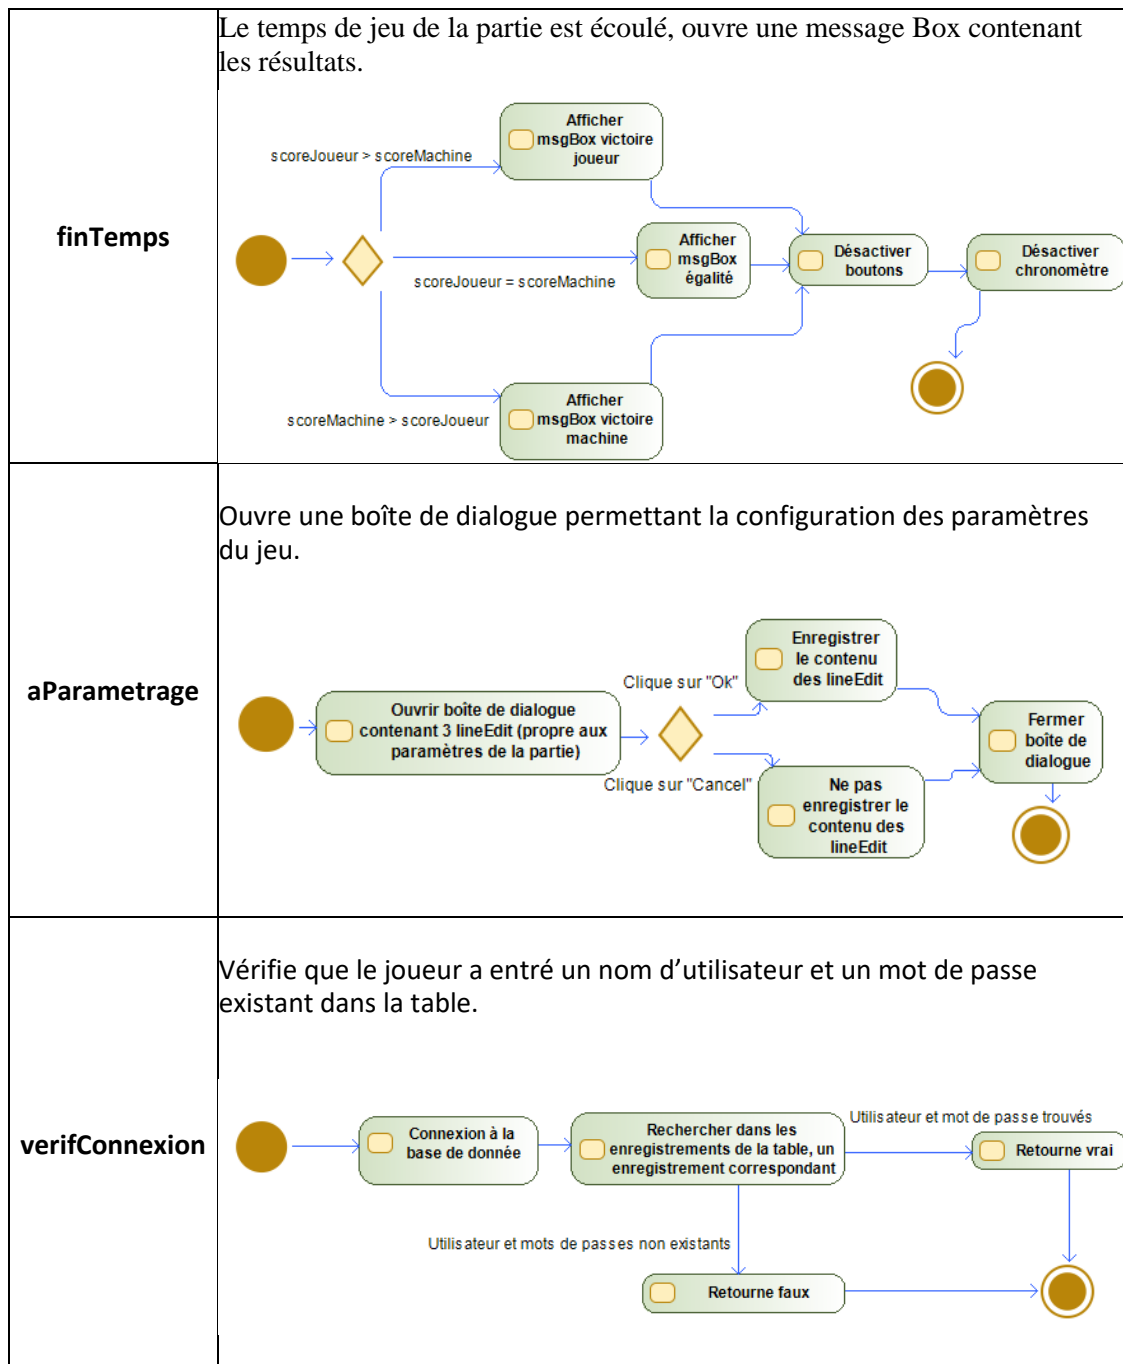 Le temps de jeu de la partie est écoulé, ouvre une message Box contenant
les résultats.
finTemps
Afficher
msgBox victoire
joueur
scoreJoueur > scoreMachine
Afficher
msgBox
égalité
scoreJoueur = scoreMachine
Désactiver
boutons
Désactiver
chronomètre
scoreMachine > scoreJoueur
Afficher
msgBox victoire
machine
Ouvre une boîte de dialogue permettant la configuration des paramètres
du jeu.
aParametrage
Ouvrir boîte de dialogue
contenant 3 lineEdit (propre aux
paramètres de la partie)
Clique sur "Ok"
Enregistrer
le contenu
des lineEdit
Clique sur "Cancel"
Ne pas
enregistrer le
contenu des
lineEdit
Fermer
boîte de
dialogue
Vérifie que le joueur a entré un nom d’utilisateur et un mot de passe
existant dans la table.
verifConnexion
Connexion à la
base de donnée
Rechercher dans les
enregistrements de la table, un
enregistrement correspondant
Utilisateur et mot de passe trouvés
Retourne vrai
Utilisateur et mots de passes non existants
Retourne faux